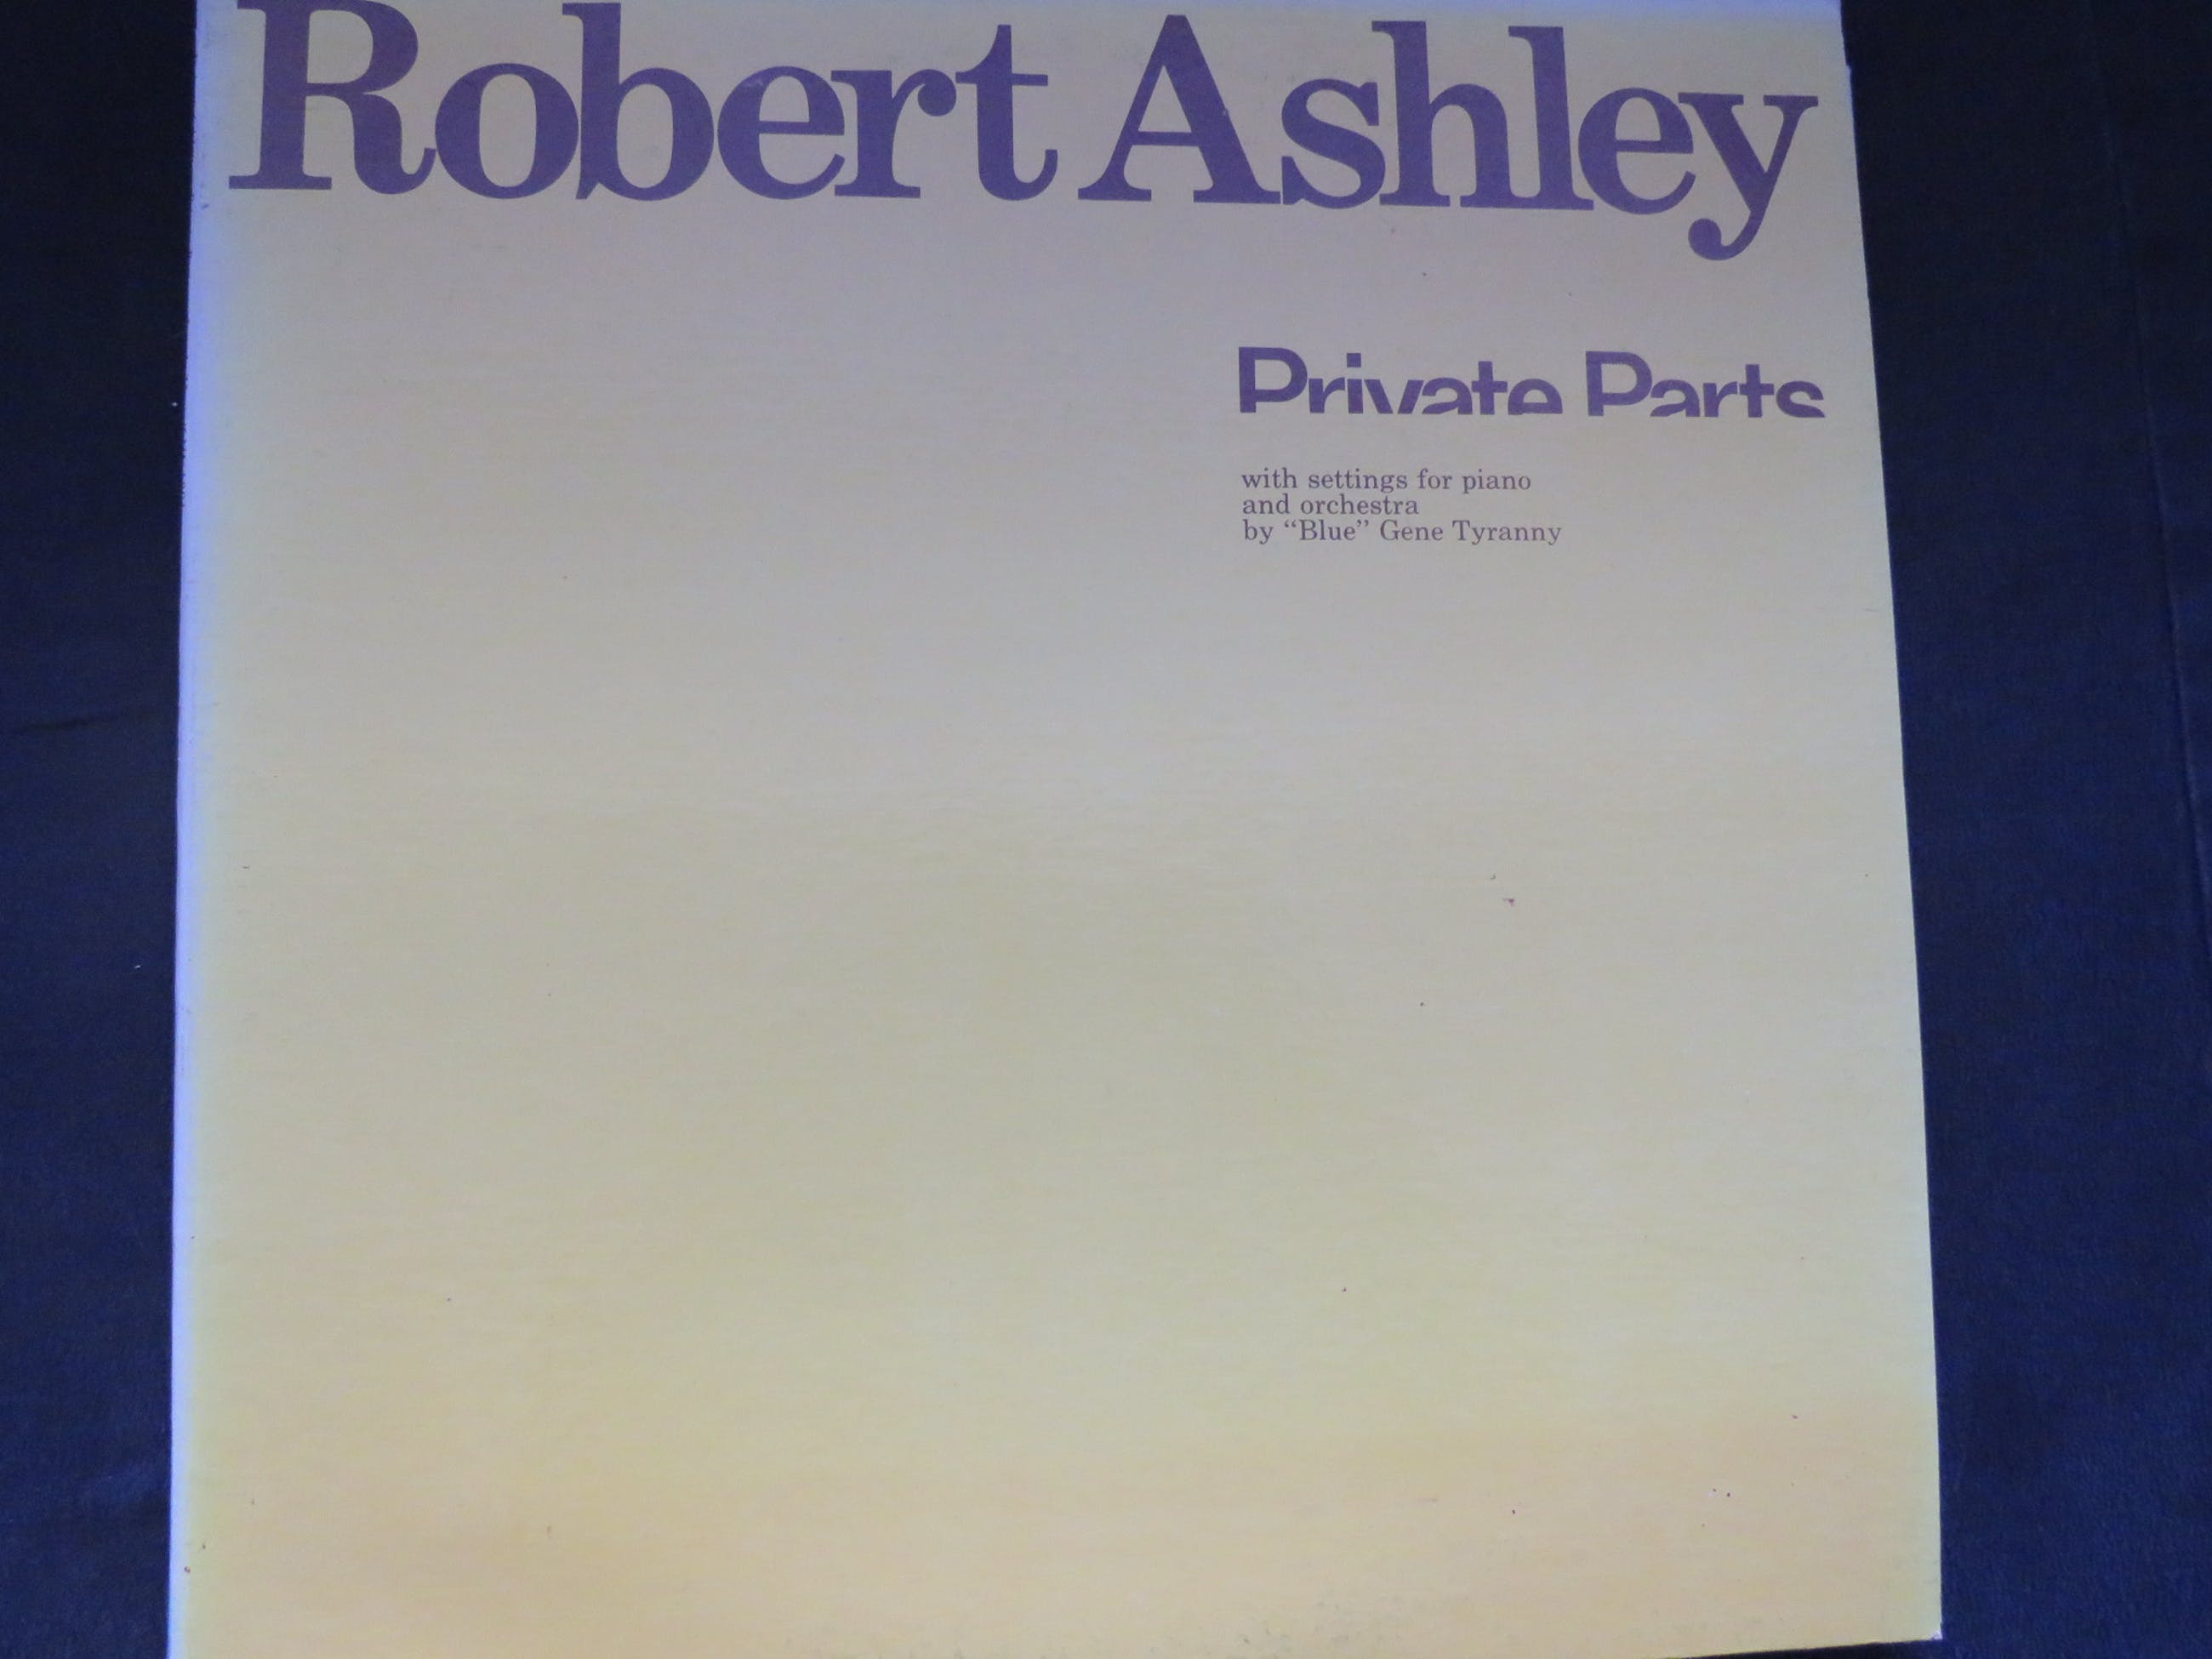 Robert Ashley
Private Parts
with settings for piano
and orchestra
by “Blue” Gene Tyranny